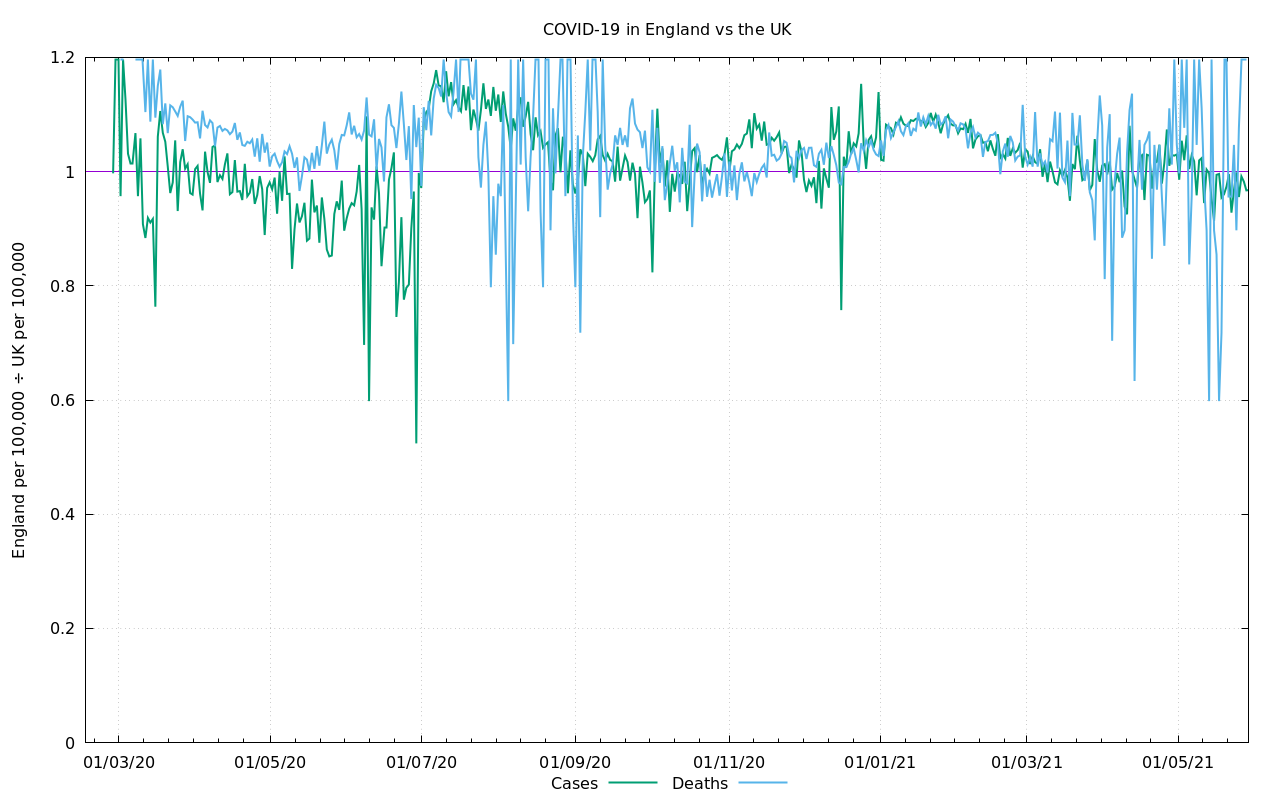 COVID-19 in England vs the UK
England per 100,000 ÷ UK per 100,000
1.2
1
0.8
0.6
0.4
0.2
0
01/03/20 01/05/20 01/07/20 01/09/20 01/11/20 01/01/21 01/03/21 01/05/21
Cases Deaths